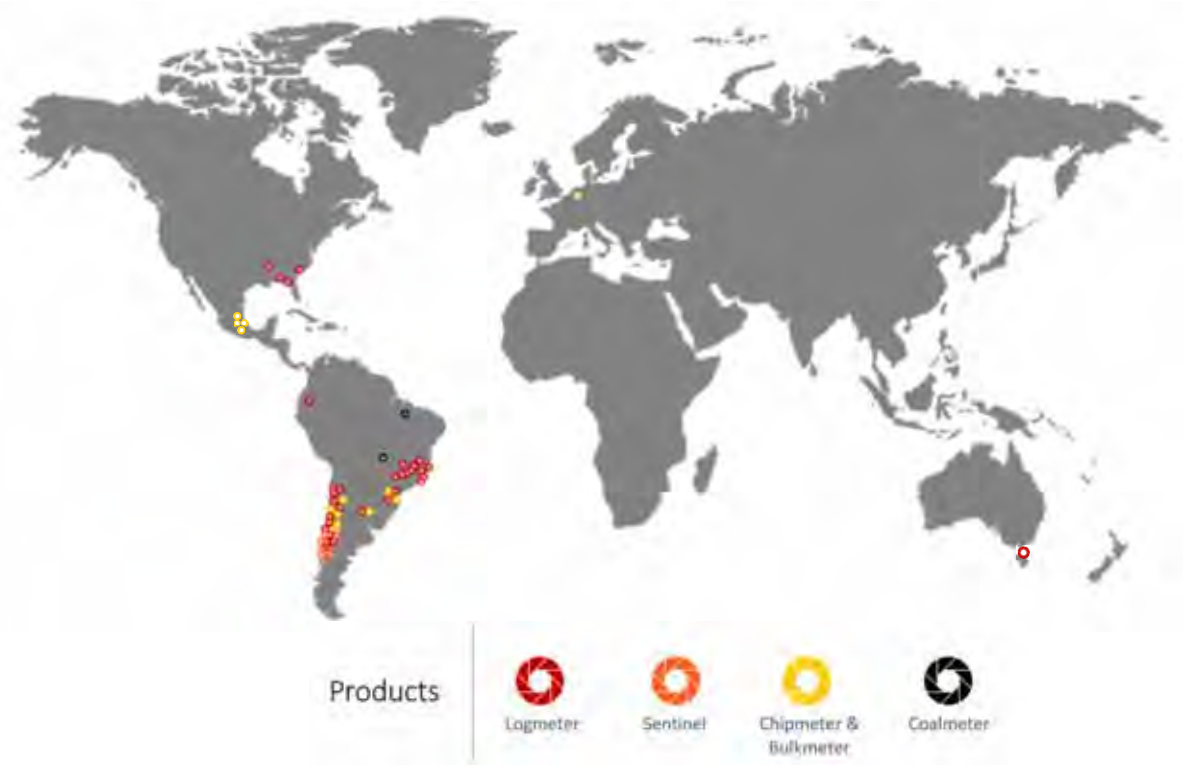 Products
Logmeter
Sentinel
Chipmeter &
Bulkmeter
Coalmeter